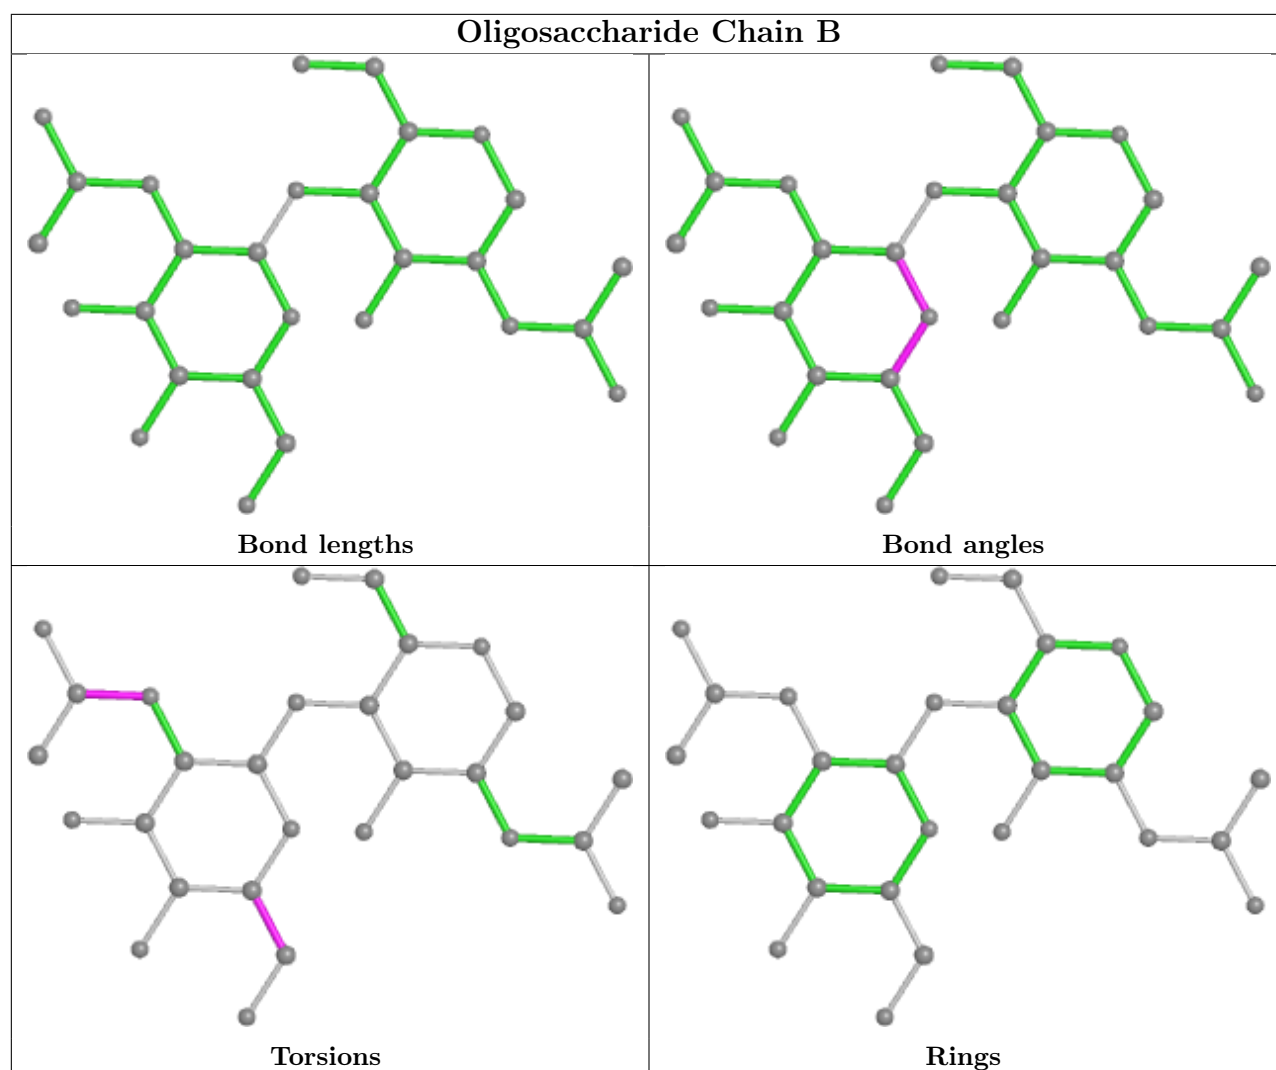 Oligosaccharide Chain B
Bond lengths
Bond angles
Torsions
Rings